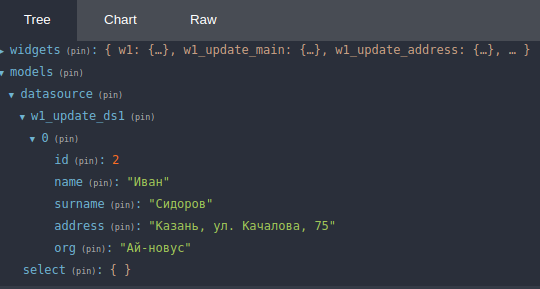 Tree Chart Raw
▶ widgets (pin): { w1: {…}, w1_update_main: {…}, w1_update_address: {…}, … }
▼ models (pin)
▼ datasource (pin)
▼ w1_update_ds1 (pin)
▼ 0 (pin)
id (pin): 2
name (pin): "Иван"
surname (pin): "Сидоров"
address (pin): "Казань, ул. Качалова, 75"
org (pin): "Ай-новус"
select (pin): { }